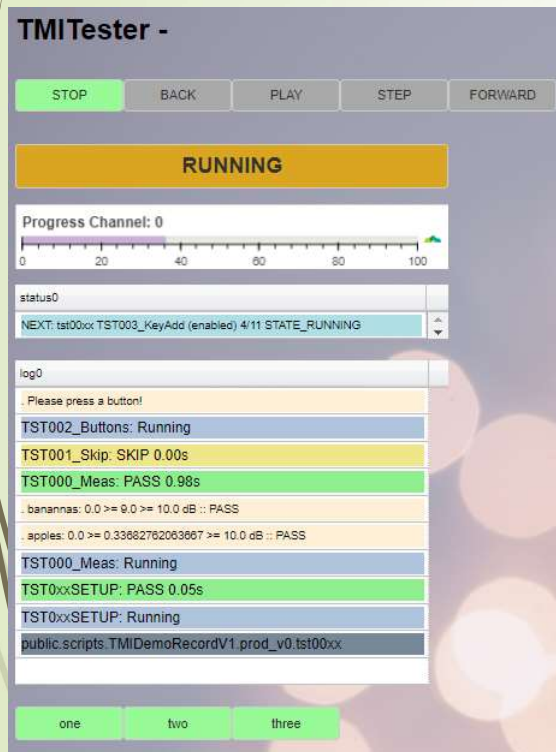 TMITester -
STOP BACK PLAY STEP FORWARD
RUNNING
Progress Channel: 0
0 20 40 60 80 100
status0
NEXT: tst00xx TST003_KeyAdd (enabled) 4/11 STATE_RUNNING
log0
. Please press a button!
TST002_Buttons: Running
TST001_Skip: SKIP 0.00s
TST000_Meas: PASS 0.98s
. banannas: 0.0 >= 9.0 >= 10.0 dB :: PASS
. apples: 0.0 >= 0.33682762063667 >= 10.0 dB :: PASS
TST000_Meas: Running
TST0xxSETUP: PASS 0.05s
TST0xxSETUP: Running
public.scripts.TMIDemoRecordV1.prod_v0.tst00xx
one two three